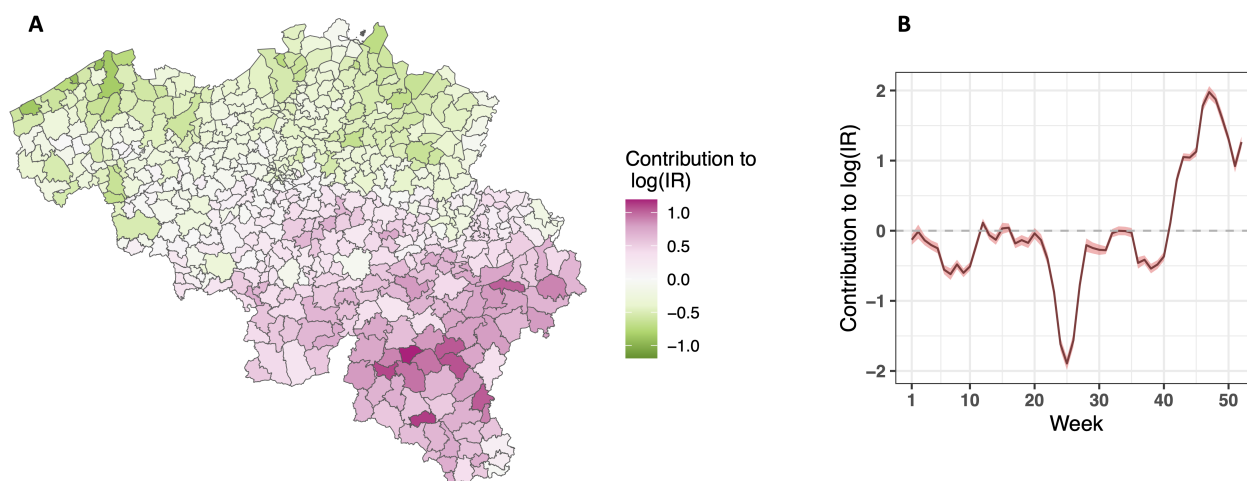 A
Contribution to
log(IR)
1.0
0.5
0.0
−0.5
−1.0
B
Contribution to log(IR)
2
1
0
−1
−2
1 10 20 30 40 50
Week